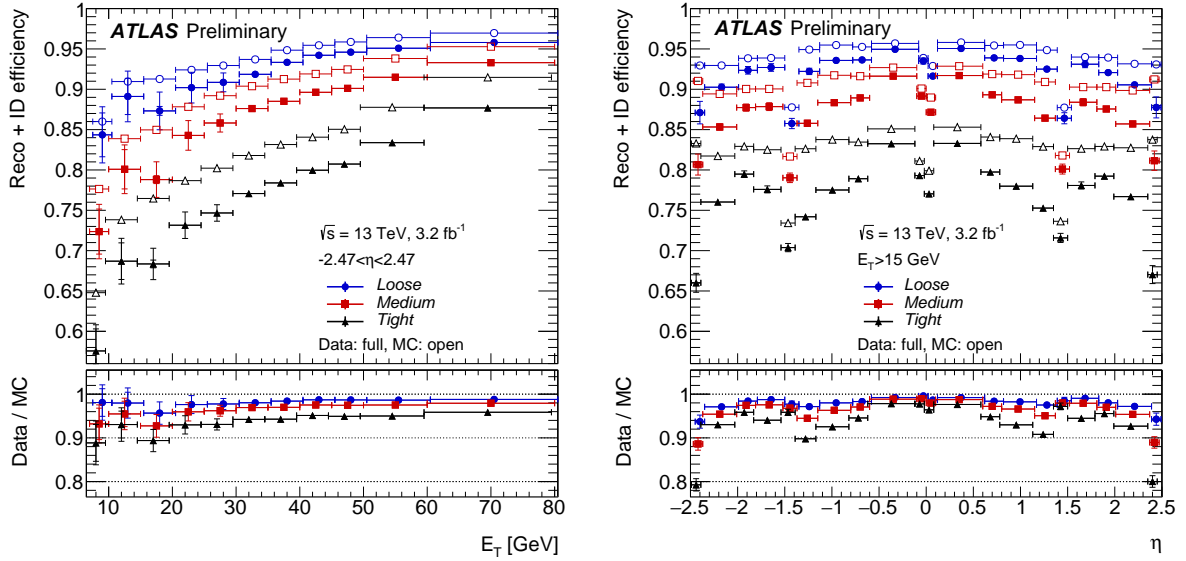 ATLAS Preliminary
Reco + ID efficiency
1
0.95
0.9
0.85
0.8
0.75
0.7
0.65
0.6
√s = 13 TeV, 3.2 fb⁻¹
-2.47<η<2.47
Loose
Medium
Tight
Data: full, MC: open
Data / MC
1
0.9
0.8
10 20 30 40 50 60 70 80
E_T [GeV]
ATLAS Preliminary
Reco + ID efficiency
1
0.95
0.9
0.85
0.8
0.75
0.7
0.65
0.6
√s = 13 TeV, 3.2 fb⁻¹
E_T>15 GeV
Loose
Medium
Tight
Data: full, MC: open
Data / MC
1
0.9
0.8
−2.5 −2 −1.5 −1 −0.5 0 0.5 1 1.5 2 2.5
η